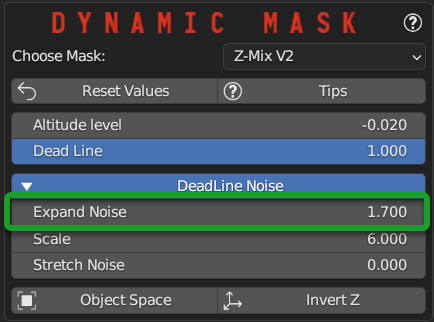 DYNAMIC MASK ?
Choose Mask: Z-Mix V2
Reset Values ? Tips
Altitude level -0.020
Dead Line 1.000
DeadLine Noise
Expand Noise 1.700
Scale 6.000
Stretch Noise 0.000
Object Space Invert Z